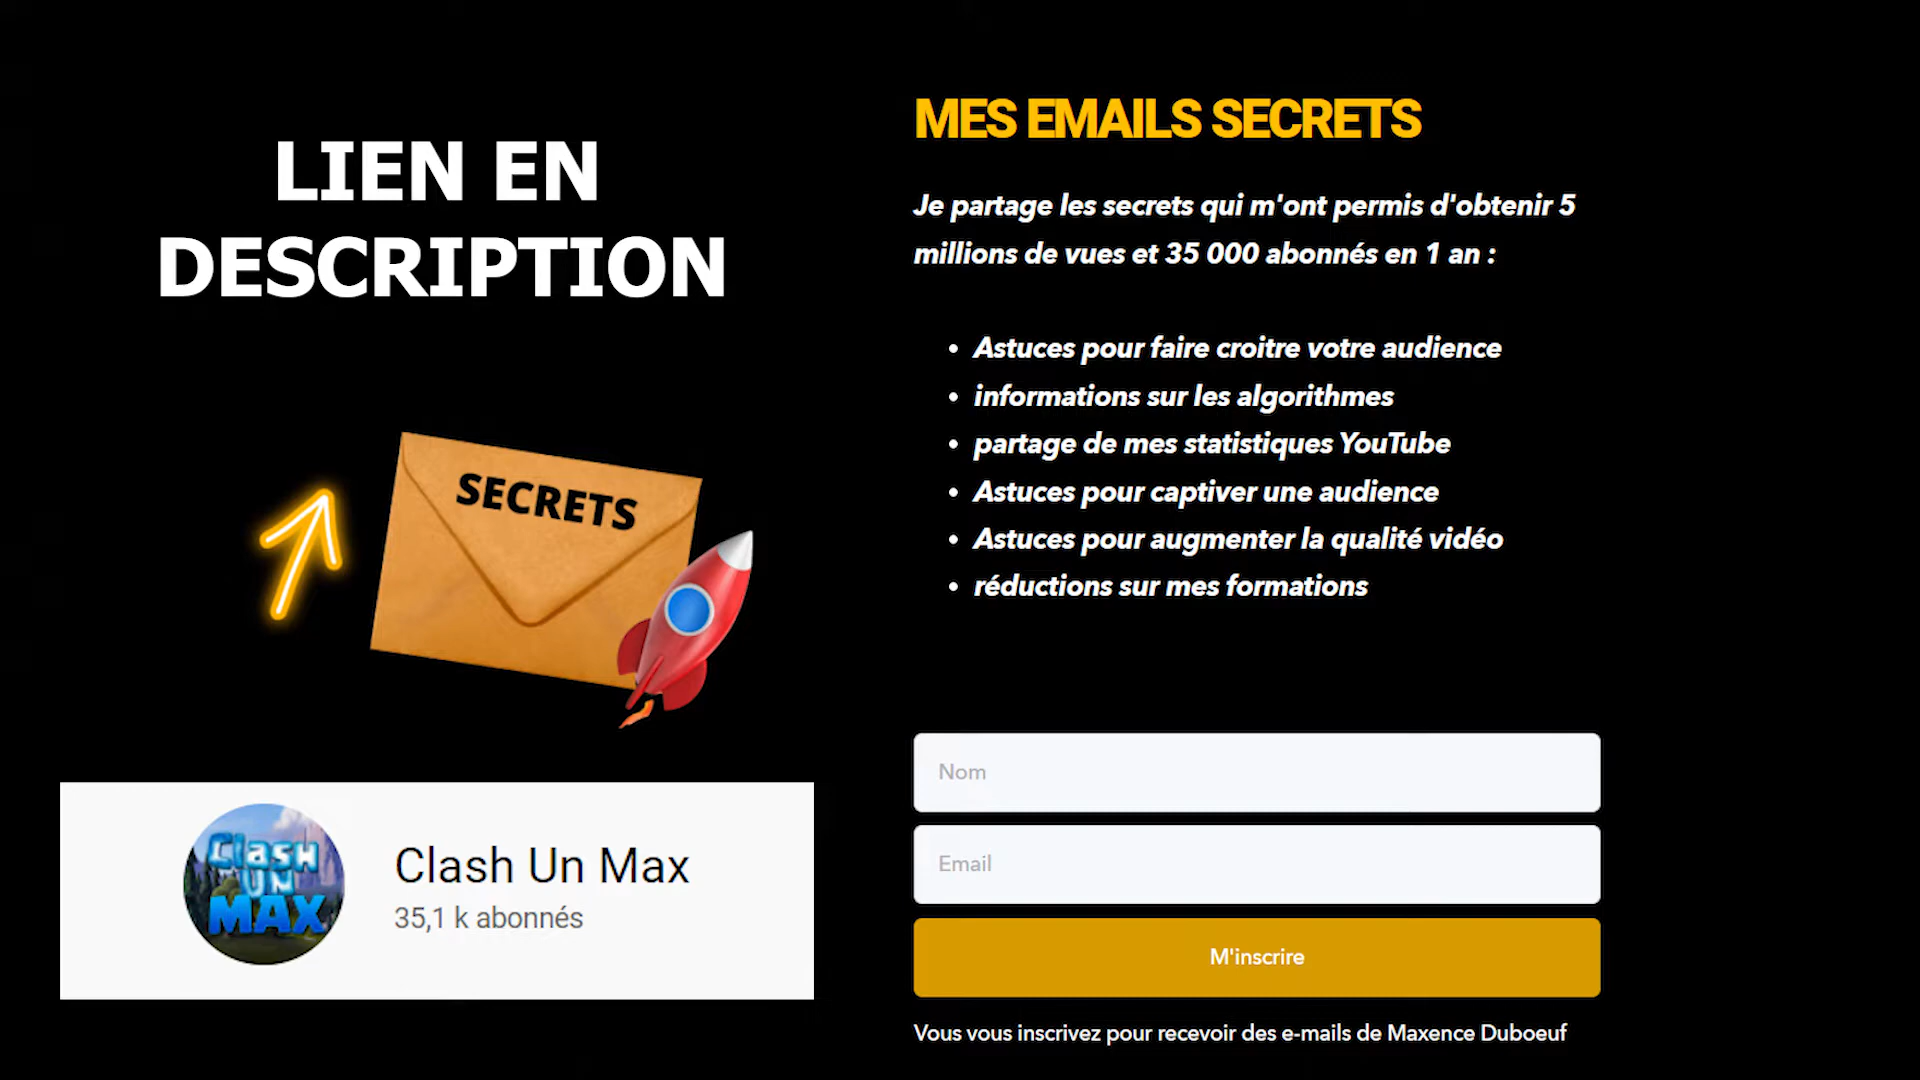 LIEN EN
DESCRIPTION
SECRETS
Clash
UN
MAX
Clash Un Max
35,1 k abonnés
MES EMAILS SECRETS
Je partage les secrets qui m'ont permis d'obtenir 5
millions de vues et 35 000 abonnés en 1 an :
• Astuces pour faire croitre votre audience
• informations sur les algorithmes
• partage de mes statistiques YouTube
• Astuces pour captiver une audience
• Astuces pour augmenter la qualité vidéo
• réductions sur mes formations
Nom
Email
M'inscrire
Vous vous inscrivez pour recevoir des e-mails de Maxence Duboeuf